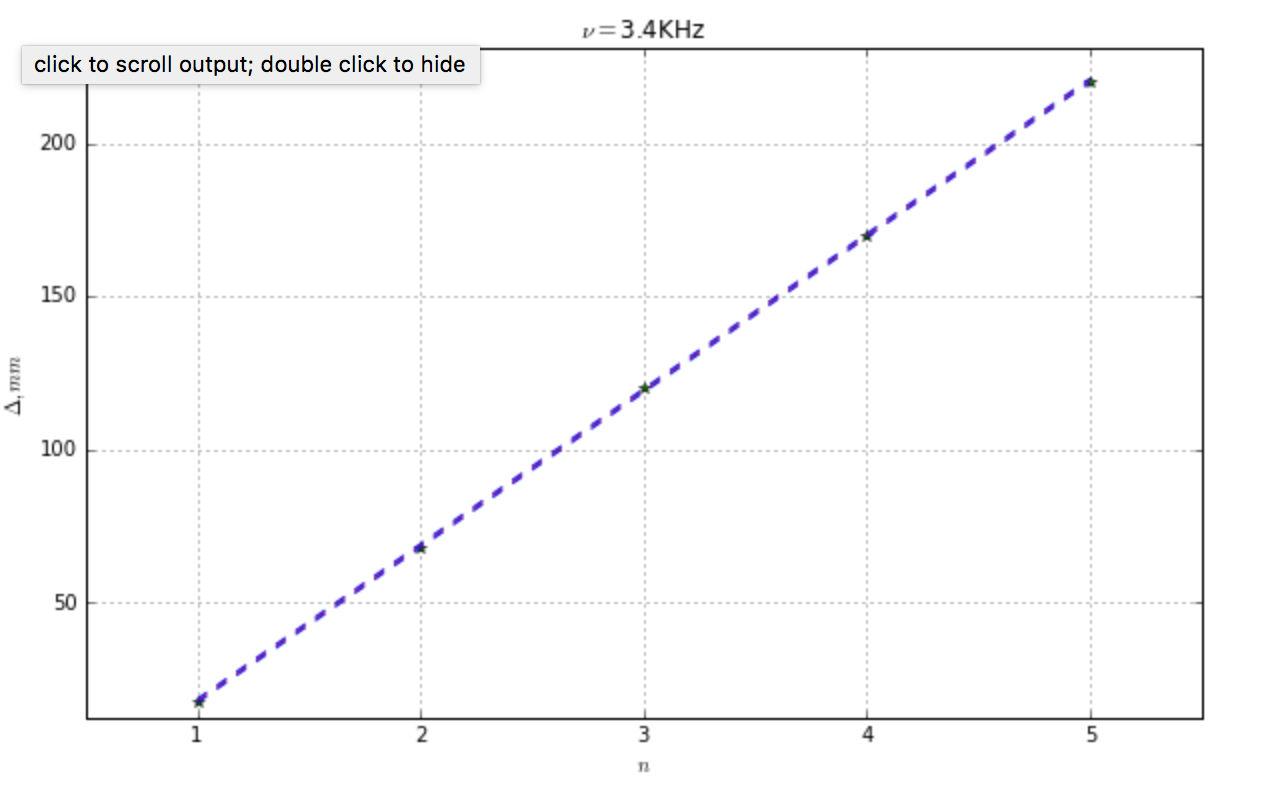 ν = 3.4KHz
click to scroll output; double click to hide
200
150
100
50
Δ, mm
1 2 3 4 5
n